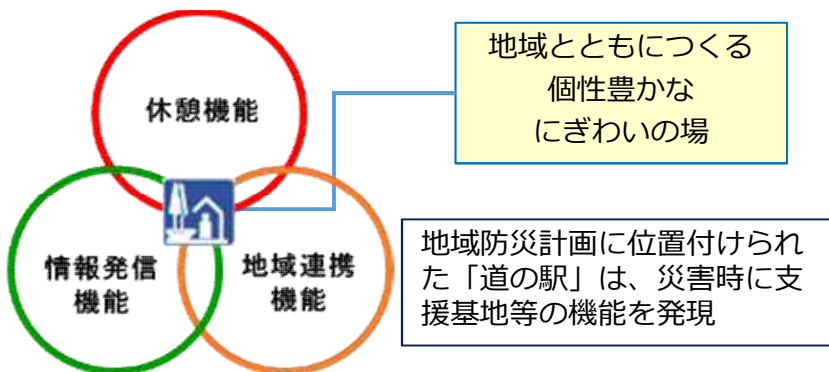 休憩機能
情報発信
機能
地域連携
機能
地域とともにつくる
個性豊かな
にぎわいの場
地域防災計画に位置付けられ
た「道の駅」は、災害時に支
援基地等の機能を発現